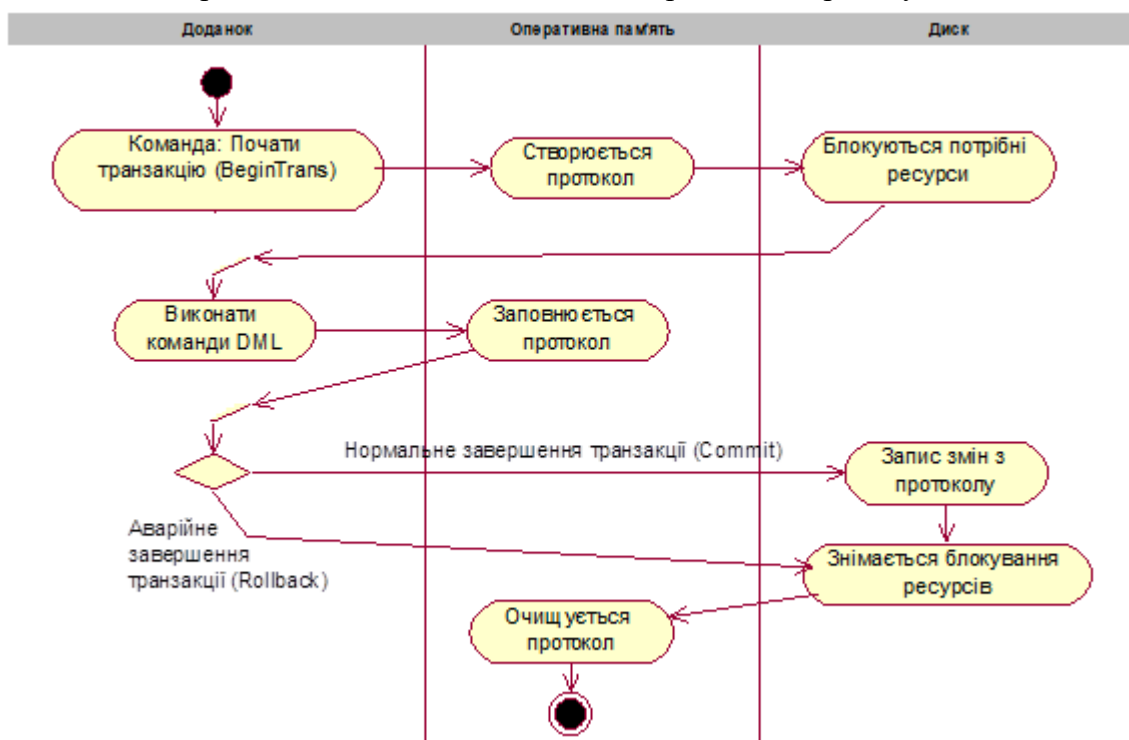 Доданок
Оперативна пам'ять
Диск
Команда: Почати
транзакцію (BeginTrans)
Створюється
протокол
Блокуються потрібні
ресурси
Виконати
команди DML
Заповнюється
протокол
Нормальне завершення транзакції (Commit)
Запис змін з
протоколу
Аварійне
завершення
транзакції (Rollback)
Знімається блокування
ресурсів
Очищується
протокол